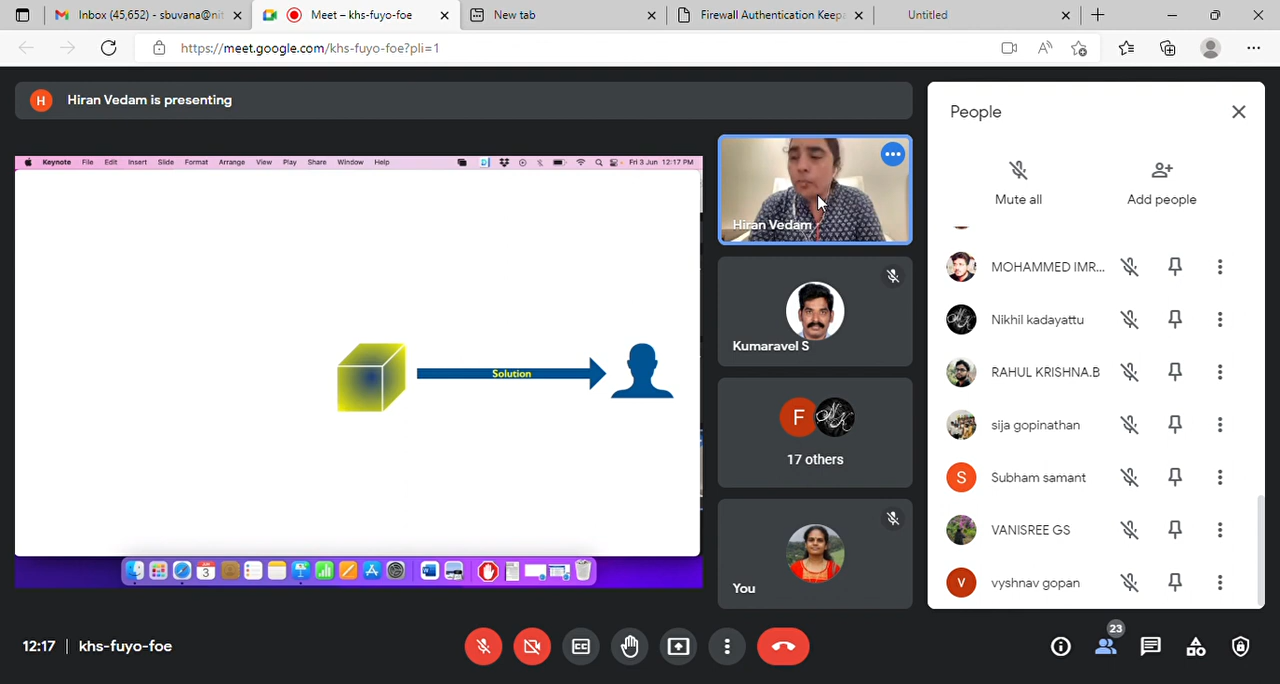 Inbox (45,652) - sbuvana@nit
Meet – khs-fuyo-foe
New tab
Firewall Authentication Keepa
Untitled
https://meet.google.com/khs-fuyo-foe?pli=1
H
Hiran Vedam is presenting
Keynote File Edit Insert Slide Format Arrange View Play Share Window Help Fri 3 Jun 12:17 PM
Solution
3
Hiran Vedam
Kumaravel S
F
17 others
You
People
Mute all
Add people
MOHAMMED IMR...
Nikhil kadayattu
RAHUL KRISHNA.B
sija gopinathan
S
Subham samant
VANISREE GS
V
vyshnav gopan
12:17 | khs-fuyo-foe
23